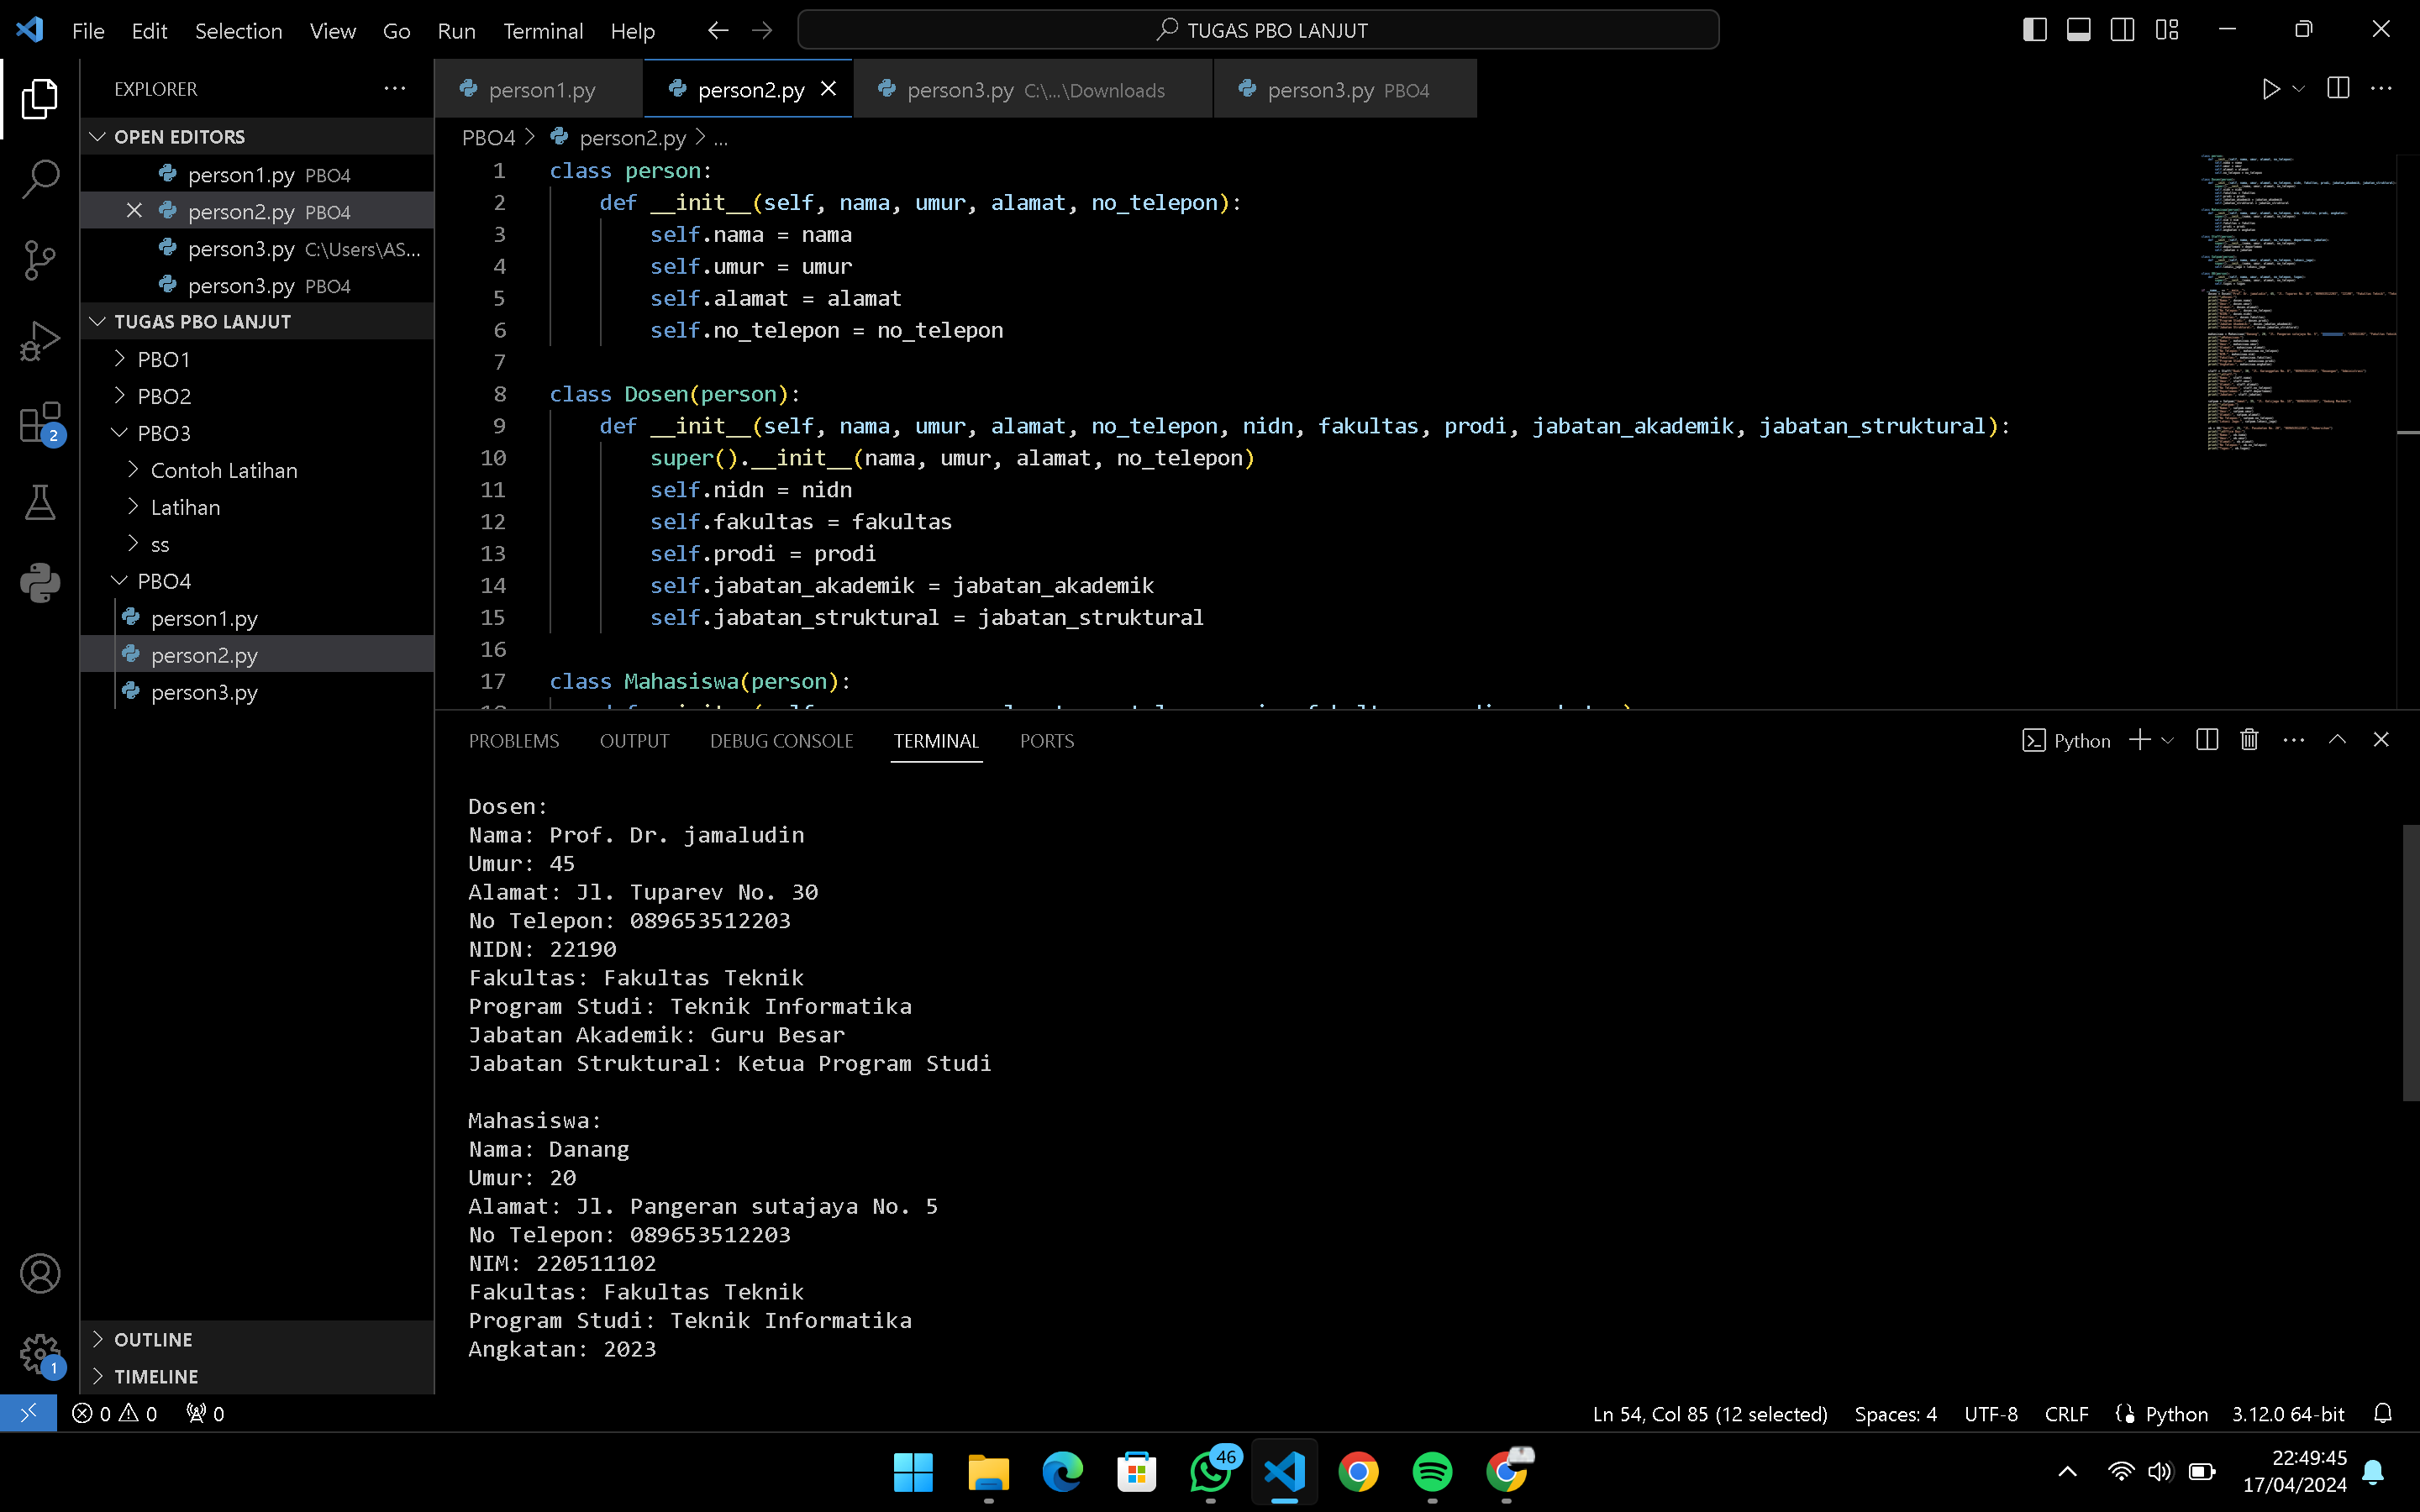 File Edit Selection View Go Run Terminal Help
TUGAS PBO LANJUT
EXPLORER
OPEN EDITORS
person1.py PBO4
person2.py PBO4
person3.py C:\Users\AS...
person3.py PBO4
TUGAS PBO LANJUT
PBO1
PBO2
PBO3
Contoh Latihan
Latihan
ss
PBO4
person1.py
person2.py
person3.py
OUTLINE
TIMELINE
2
1
person1.py
person2.py
person3.py C:\...\Downloads
person3.py PBO4
PBO4 > person2.py > ...
1 class person:
2 def __init__(self, nama, umur, alamat, no_telepon):
3 self.nama = nama
4 self.umur = umur
5 self.alamat = alamat
6 self.no_telepon = no_telepon
7
8 class Dosen(person):
9 def __init__(self, nama, umur, alamat, no_telepon, nidn, fakultas, prodi, jabatan_akademik, jabatan_struktural):
10 super().__init__(nama, umur, alamat, no_telepon)
11 self.nidn = nidn
12 self.fakultas = fakultas
13 self.prodi = prodi
14 self.jabatan_akademik = jabatan_akademik
15 self.jabatan_struktural = jabatan_struktural
16
17 class Mahasiswa(person):
PROBLEMS OUTPUT DEBUG CONSOLE TERMINAL PORTS
Python
Dosen:
Nama: Prof. Dr. jamaludin
Umur: 45
Alamat: Jl. Tuparev No. 30
No Telepon: 089653512203
NIDN: 22190
Fakultas: Fakultas Teknik
Program Studi: Teknik Informatika
Jabatan Akademik: Guru Besar
Jabatan Struktural: Ketua Program Studi
Mahasiswa:
Nama: Danang
Umur: 20
Alamat: Jl. Pangeran sutajaya No. 5
No Telepon: 089653512203
NIM: 220511102
Fakultas: Fakultas Teknik
Program Studi: Teknik Informatika
Angkatan: 2023
0 0 0
Ln 54, Col 85 (12 selected) Spaces: 4 UTF-8 CRLF Python 3.12.0 64-bit
46
22:49:45
17/04/2024